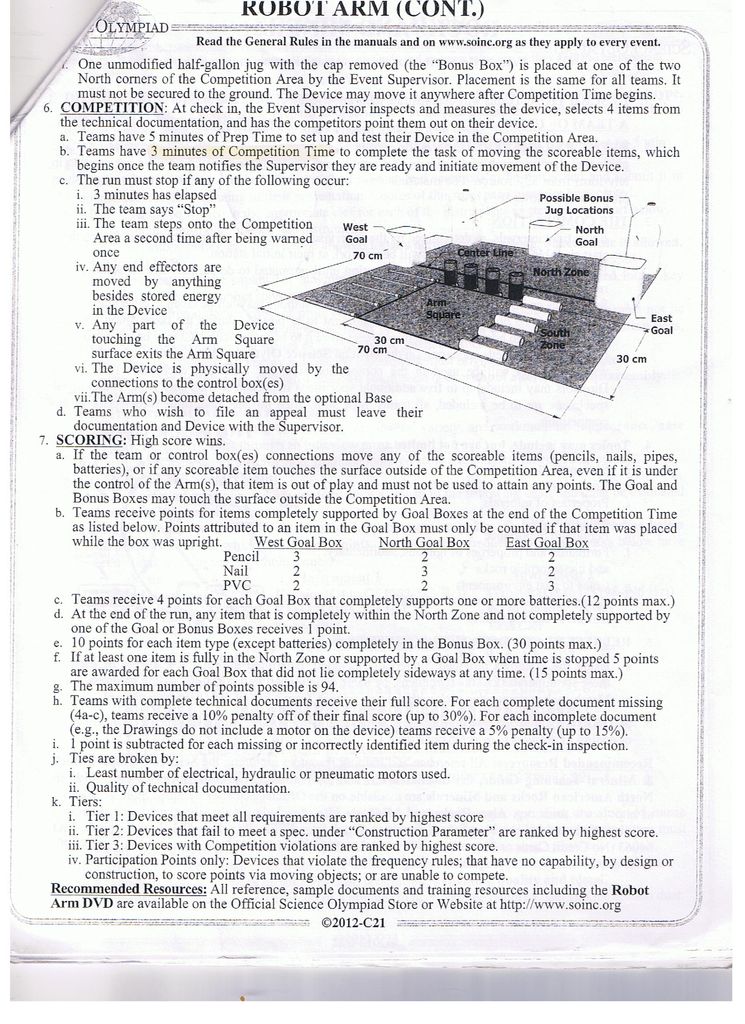 ROBOT ARM (CONT.)
OLYMPIAD
Read the General Rules in the manuals and on www.soinc.org as they apply to every event.
One unmodified half-gallon jug with the cap removed (the “Bonus Box”) is placed at one of the two
North corners of the Competition Area by the Event Supervisor. Placement is the same for all teams. It
must not be secured to the ground. The Device may move it anywhere after Competition Time begins.
6. COMPETITION: At check in, the Event Supervisor inspects and measures the device, selects 4 items from
the technical documentation, and has the competitors point them out on their device.
a. Teams have 5 minutes of Prep Time to set up and test their Device in the Competition Area.
b. Teams have 3 minutes of Competition Time to complete the task of moving the scoreable items, which
begins once the team notifies the Supervisor they are ready and initiate movement of the Device.
c. The run must stop if any of the following occur:
i. 3 minutes has elapsed
ii. The team says “Stop”
iii. The team steps onto the Competition
Area a second time after being warned
once
iv. Any end effectors are
moved by anything
besides stored energy
in the Device
v. Any part of the Device
touching the Arm Square
surface exits the Arm Square
vi. The Device is physically moved by the
connections to the control box(es)
vii.The Arm(s) become detached from the optional Base
d. Teams who wish to file an appeal must leave their
documentation and Device with the Supervisor.
Possible Bonus
Jug Locations
West
Goal
North
Goal
70 cm
Center Line
North Zone
Arm
Square
East
Goal
South
Zone
30 cm
70 cm
30 cm
7. SCORING: High score wins.
a. If the team or control box(es) connections move any of the scoreable items (pencils, nails, pipes,
batteries), or if any scoreable item touches the surface outside of the Competition Area, even if it is under
the control of the Arm(s), that item is out of play and must not be used to attain any points. The Goal and
Bonus Boxes may touch the surface outside the Competition Area.
b. Teams receive points for items completely supported by Goal Boxes at the end of the Competition Time
as listed below. Points attributed to an item in the Goal Box must only be counted if that item was placed
while the box was upright. West Goal Box North Goal Box East Goal Box
Pencil 3 2 2
Nail 2 3 2
PVC 2 2 3
c. Teams receive 4 points for each Goal Box that completely supports one or more batteries.(12 points max.)
d. At the end of the run, any item that is completely within the North Zone and not completely supported by
one of the Goal or Bonus Boxes receives 1 point.
e. 10 points for each item type (except batteries) completely in the Bonus Box. (30 points max.)
f. If at least one item is fully in the North Zone or supported by a Goal Box when time is stopped 5 points
are awarded for each Goal Box that did not lie completely sideways at any time. (15 points max.)
g. The maximum number of points possible is 94.
h. Teams with complete technical documents receive their full score. For each complete document missing
(4a-c), teams receive a 10% penalty off of their final score (up to 30%). For each incomplete document
(e.g., the Drawings do not include a motor on the device) teams receive a 5% penalty (up to 15%).
i. 1 point is subtracted for each missing or incorrectly identified item during the check-in inspection.
j. Ties are broken by:
i. Least number of electrical, hydraulic or pneumatic motors used.
ii. Quality of technical documentation.
k. Tiers:
i. Tier 1: Devices that meet all requirements are ranked by highest score
ii. Tier 2: Devices that fail to meet a spec. under “Construction Parameter” are ranked by highest score.
iii. Tier 3: Devices with Competition violations are ranked by highest score.
iv. Participation Points only: Devices that violate the frequency rules; that have no capability, by design or
construction, to score points via moving objects; or are unable to compete.
Recommended Resources: All reference, sample documents and training resources including the Robot
Arm DVD are available on the Official Science Olympiad Store or Website at http://www.soinc.org
©2012-C21